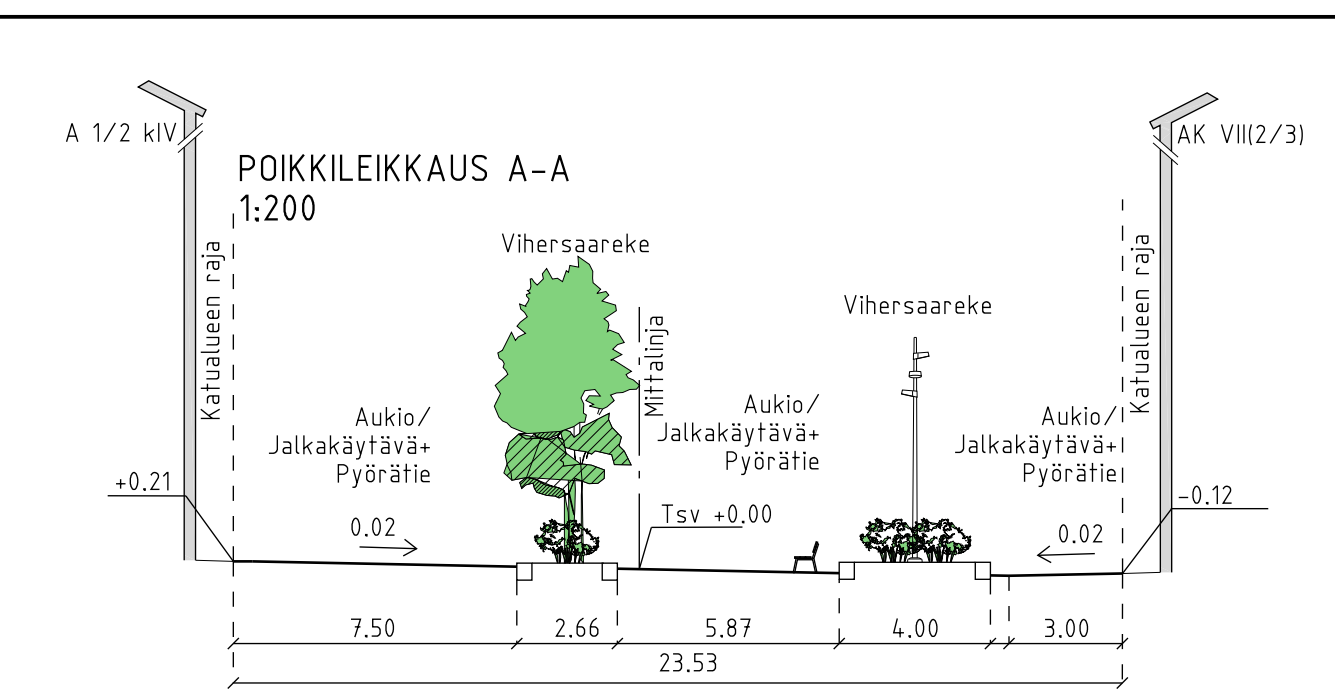 A 1/2 kIV
AK VII(2/3)
POIKKILEIKKAUS A-A
1:200
Katualueen raja
Vihersaareke
Mittalinja
Vihersaareke
Katualueen raja
Aukio/
Jalkakäytävä+
Pyörätie
Aukio/
Jalkakäytävä+
Pyörätie
Aukio/
Jalkakäytävä+
Pyörätie
+0.21
0.02
Tsv +0.00
-0.12
0.02
7.50
2.66
5.87
4.00
3.00
23.53